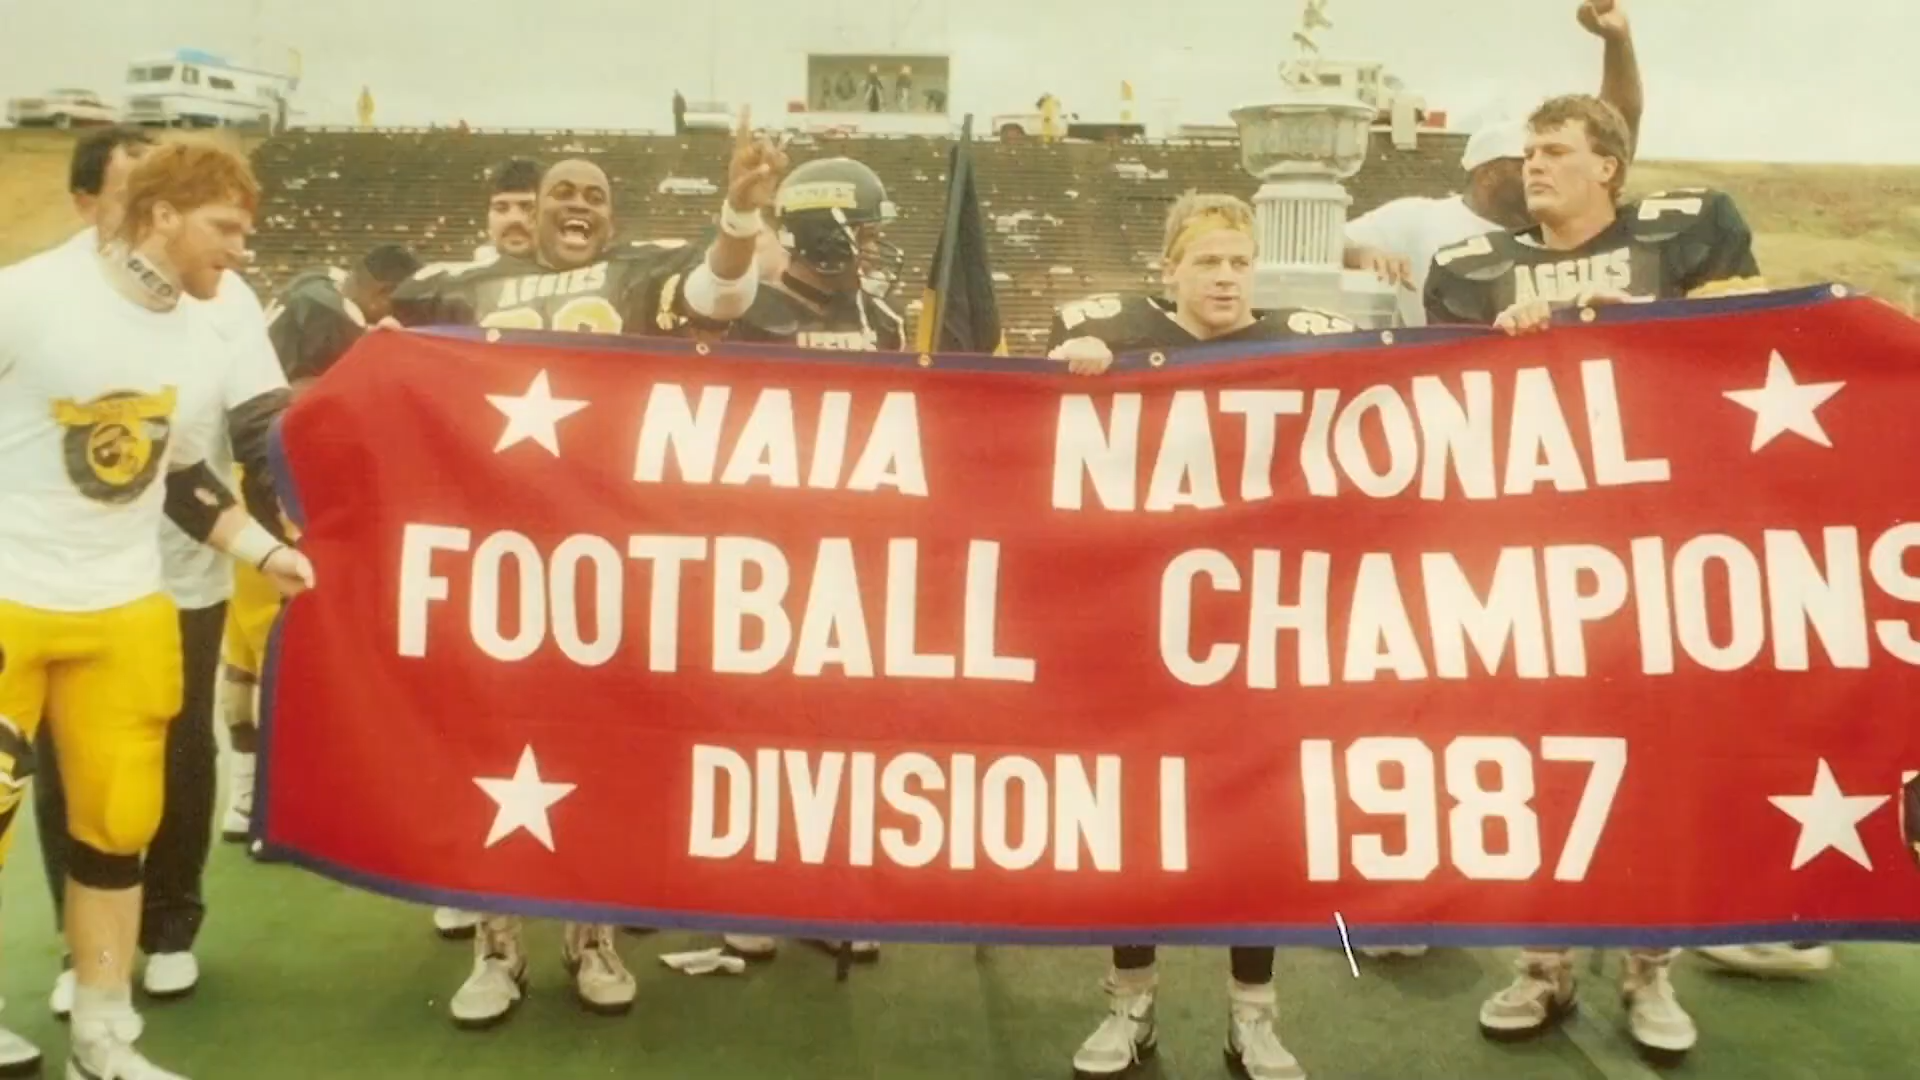 AGGIES
AGGIES
NAIA NATIONAL
FOOTBALL CHAMPIONS
DIVISION I 1987